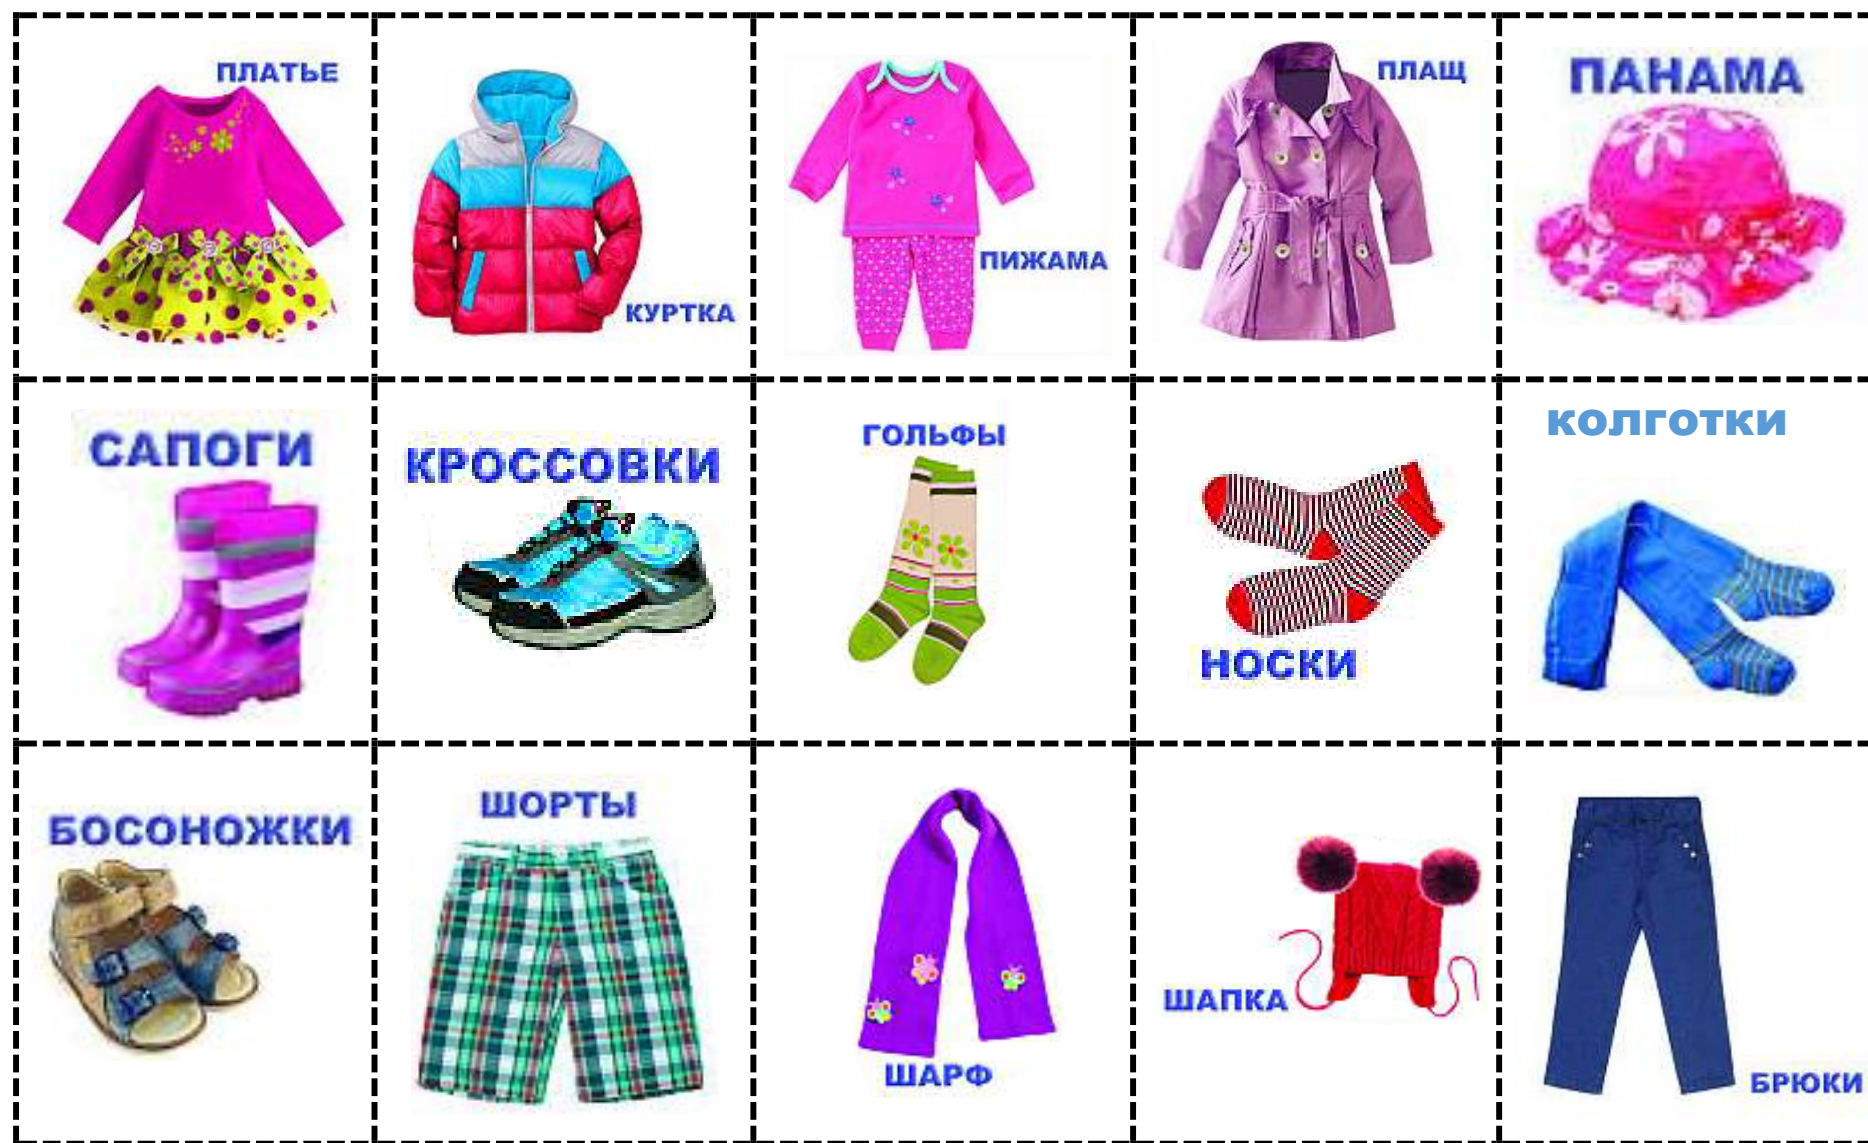 ПЛАТЬЕ
КУРТКА
ПИЖАМА
ПЛАЩ
ПАНАМА
САПОГИ
КРОССОВКИ
ГОЛЬФЫ
НОСКИ
КОЛГОТКИ
БОСОНОЖКИ
ШОРТЫ
ШАРФ
ШАПКА
БРЮКИ